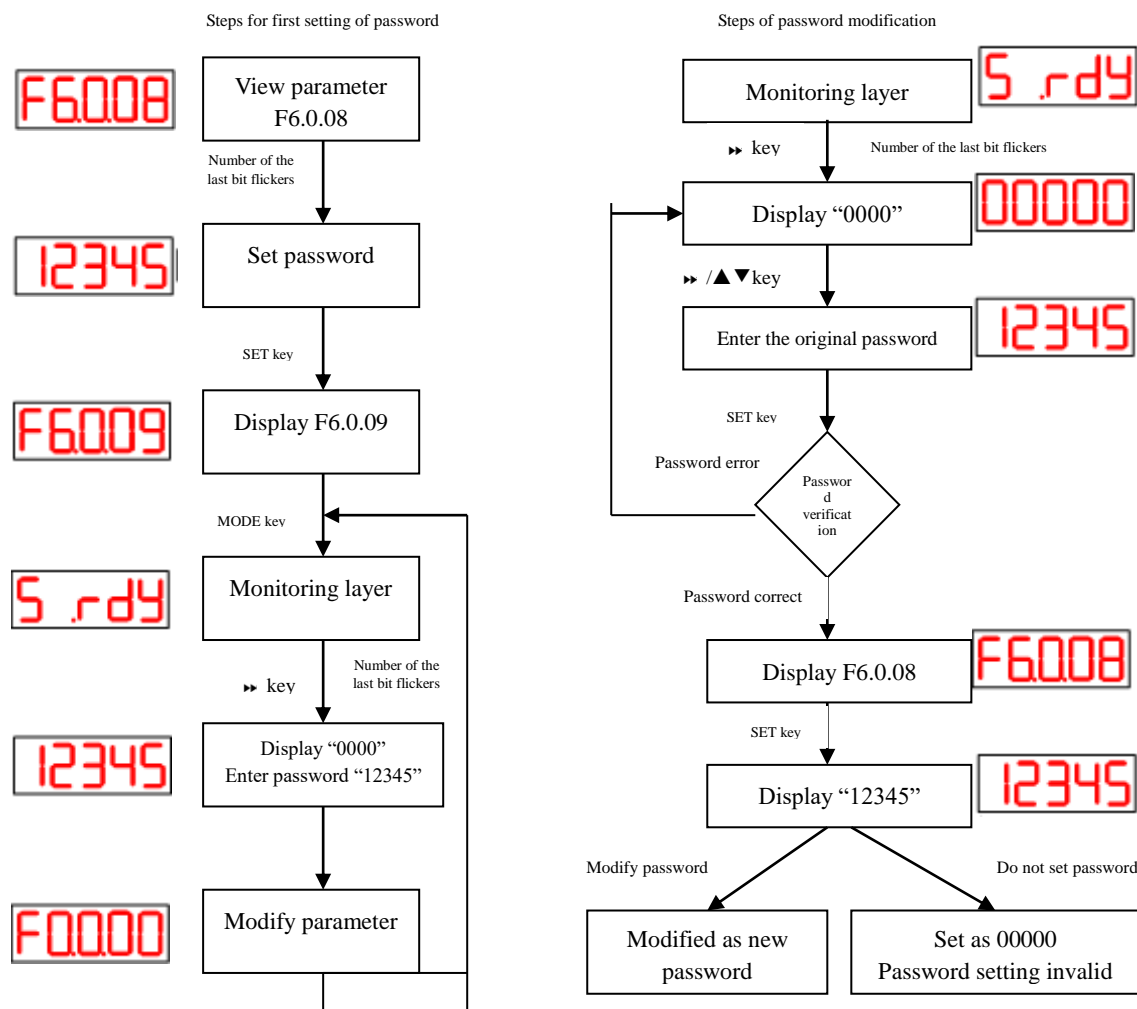 Steps for first setting of password
F6.0.08
View parameter
F6.0.08
Number of the
last bit flickers
12345
Set password
SET key
F6.0.09
Display F6.0.09
MODE key
S .rdy
Monitoring layer
▸▸ key
Number of the
last bit flickers
12345
Display “0000”
Enter password “12345”
F0.0.00
Modify parameter
Steps of password modification
Monitoring layer
S .rdy
▸▸ key
Number of the last bit flickers
Display “0000”
00000
▸▸ /▲▼key
Enter the original password
12345
SET key
Password error
Passwor
d
verificat
ion
Password correct
Display F6.0.08
F6.0.08
SET key
Display “12345”
12345
Modify password
Do not set password
Modified as new
password
Set as 00000
Password setting invalid